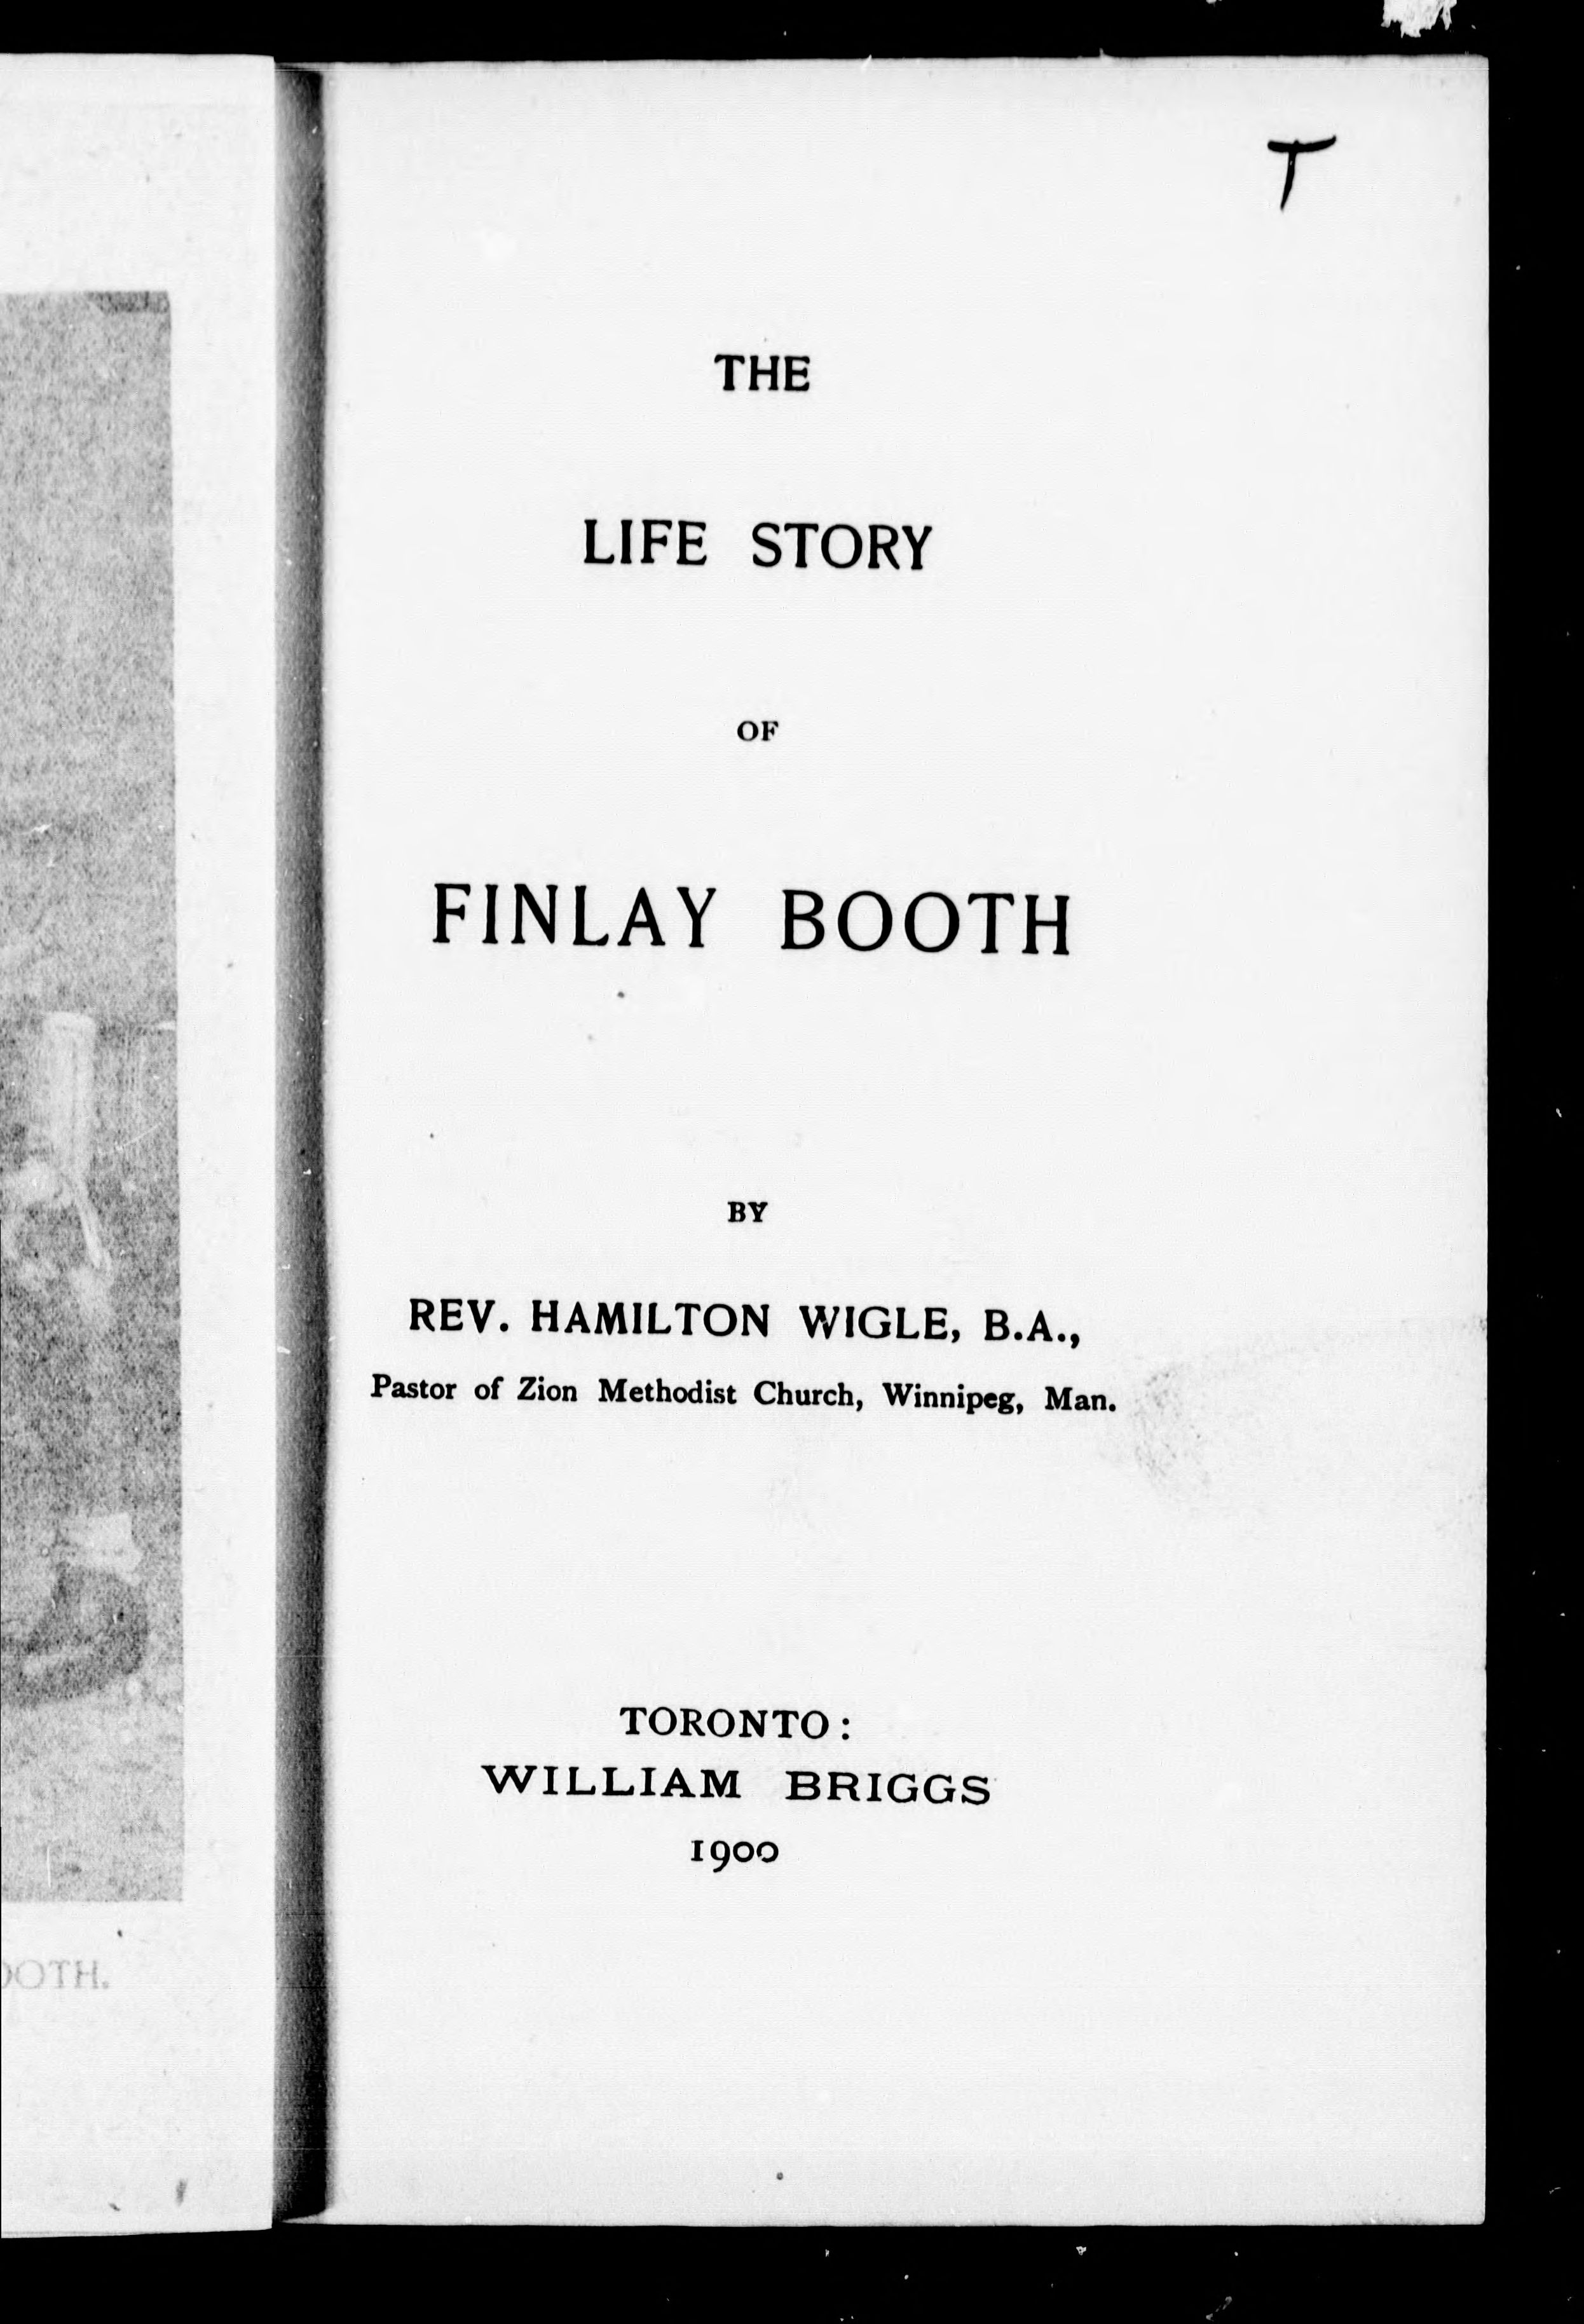 T
THE
LIFE STORY
OF
FINLAY BOOTH
BY
REV. HAMILTON WIGLE, B.A.,
Pastor of Zion Methodist Church, Winnipeg, Man.
TORONTO:
WILLIAM BRIGGS
1900
OOTH.